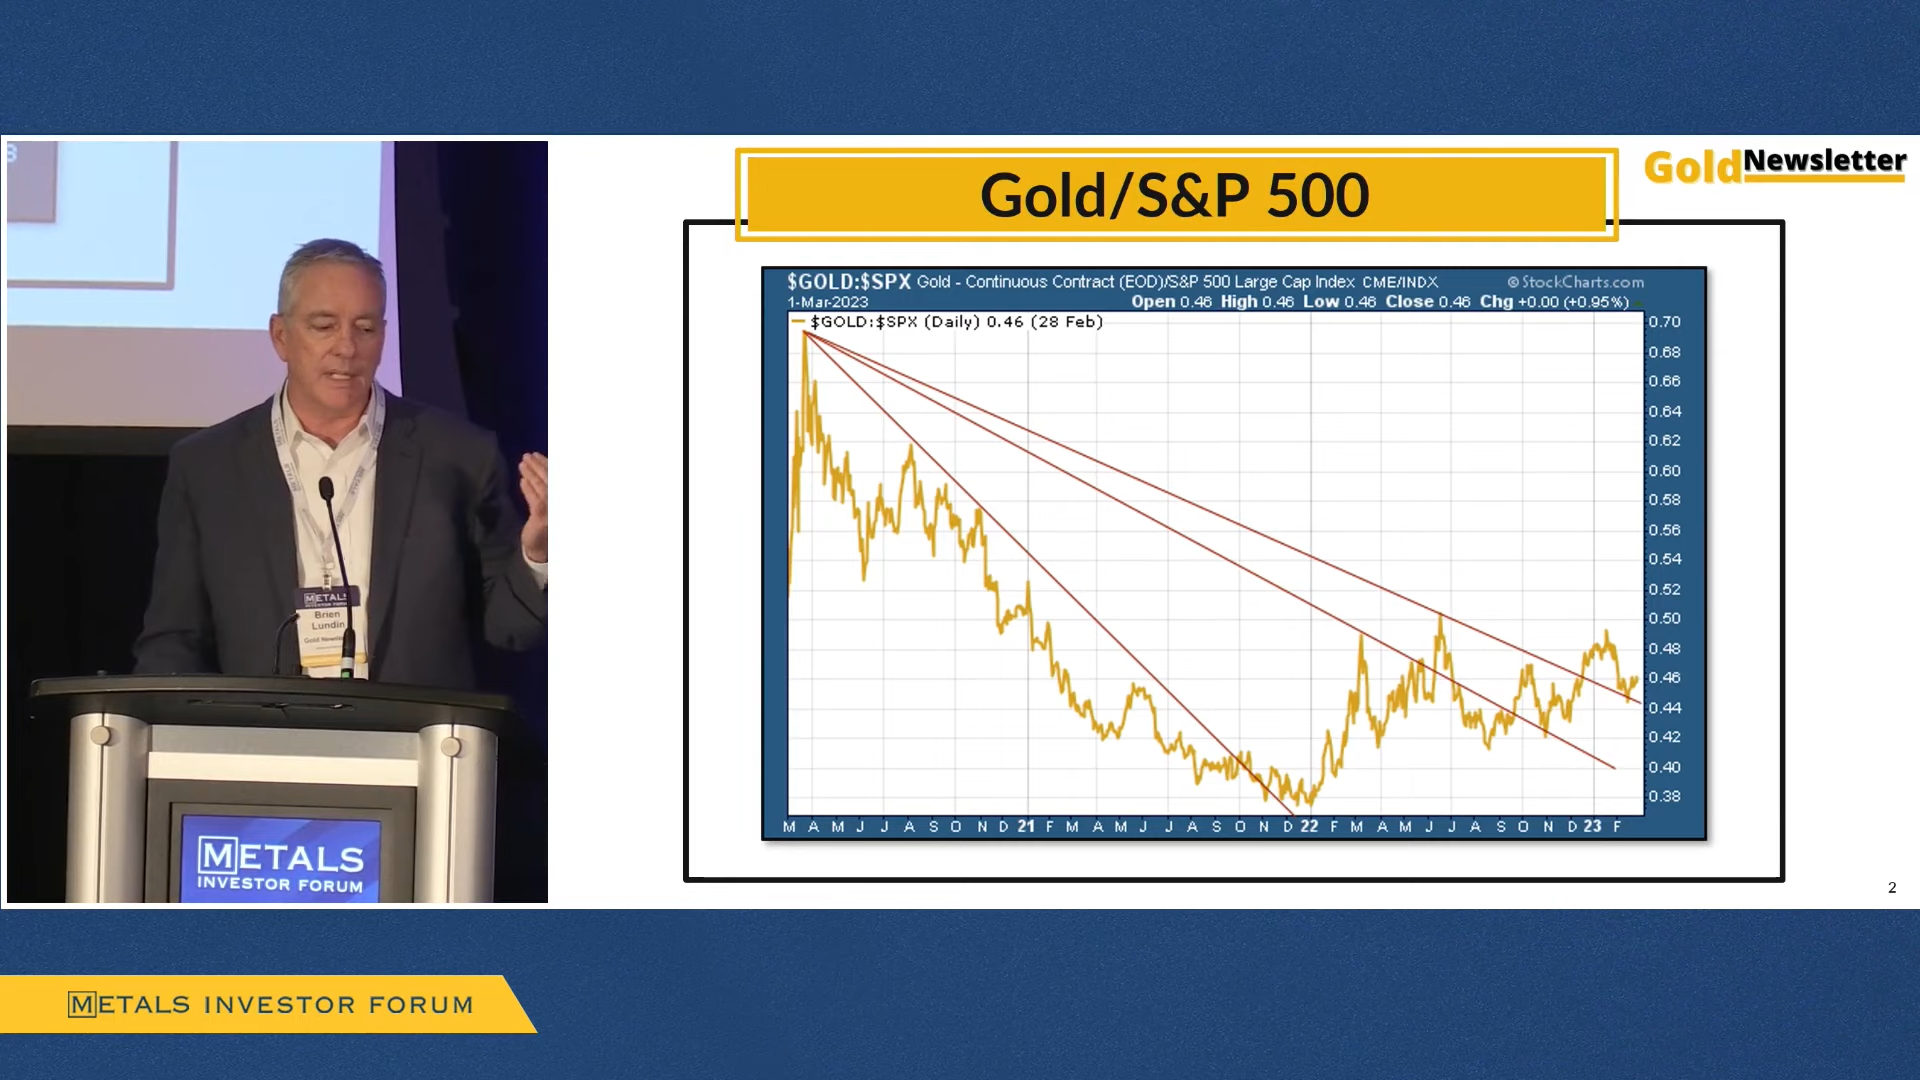 Gold/S&P 500
GoldNewsletter
$GOLD:$SPX Gold - Continuous Contract (EOD)/S&P 500 Large Cap Index CME/INDX © StockCharts.com
1-Mar-2023 Open 0.46 High 0.46 Low 0.46 Close 0.46 Chg +0.00 (+0.95%)
$GOLD:$SPX (Daily) 0.46 (28 Feb)
0.70
0.68
0.66
0.64
0.62
0.60
0.58
0.56
0.54
0.52
0.50
0.48
0.46
0.44
0.42
0.40
0.38
M A M J J A S O N D 21 F M A M J J A S O N D 22 F M A M J J A S O N D 23 F
2
METALS
INVESTOR FORUM
Brien
Lundin
METALS
INVESTOR FORUM
METALS INVESTOR FORUM